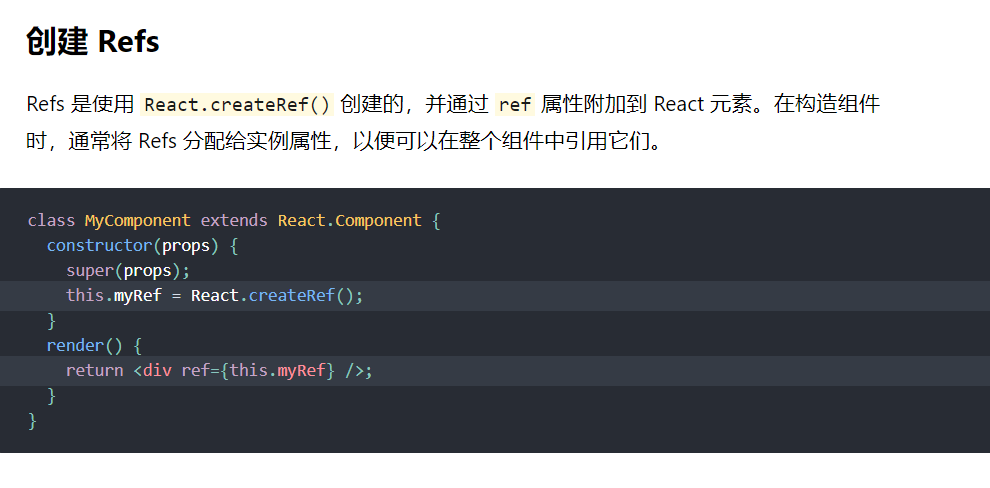 创建 Refs
Refs 是使用 React.createRef() 创建的，并通过 ref 属性附加到 React 元素。在构造组件
时，通常将 Refs 分配给实例属性，以便可以在整个组件中引用它们。
class MyComponent extends React.Component {
  constructor(props) {
    super(props);
    this.myRef = React.createRef();
  }
  render() {
    return <div ref={this.myRef} />;
  }
}